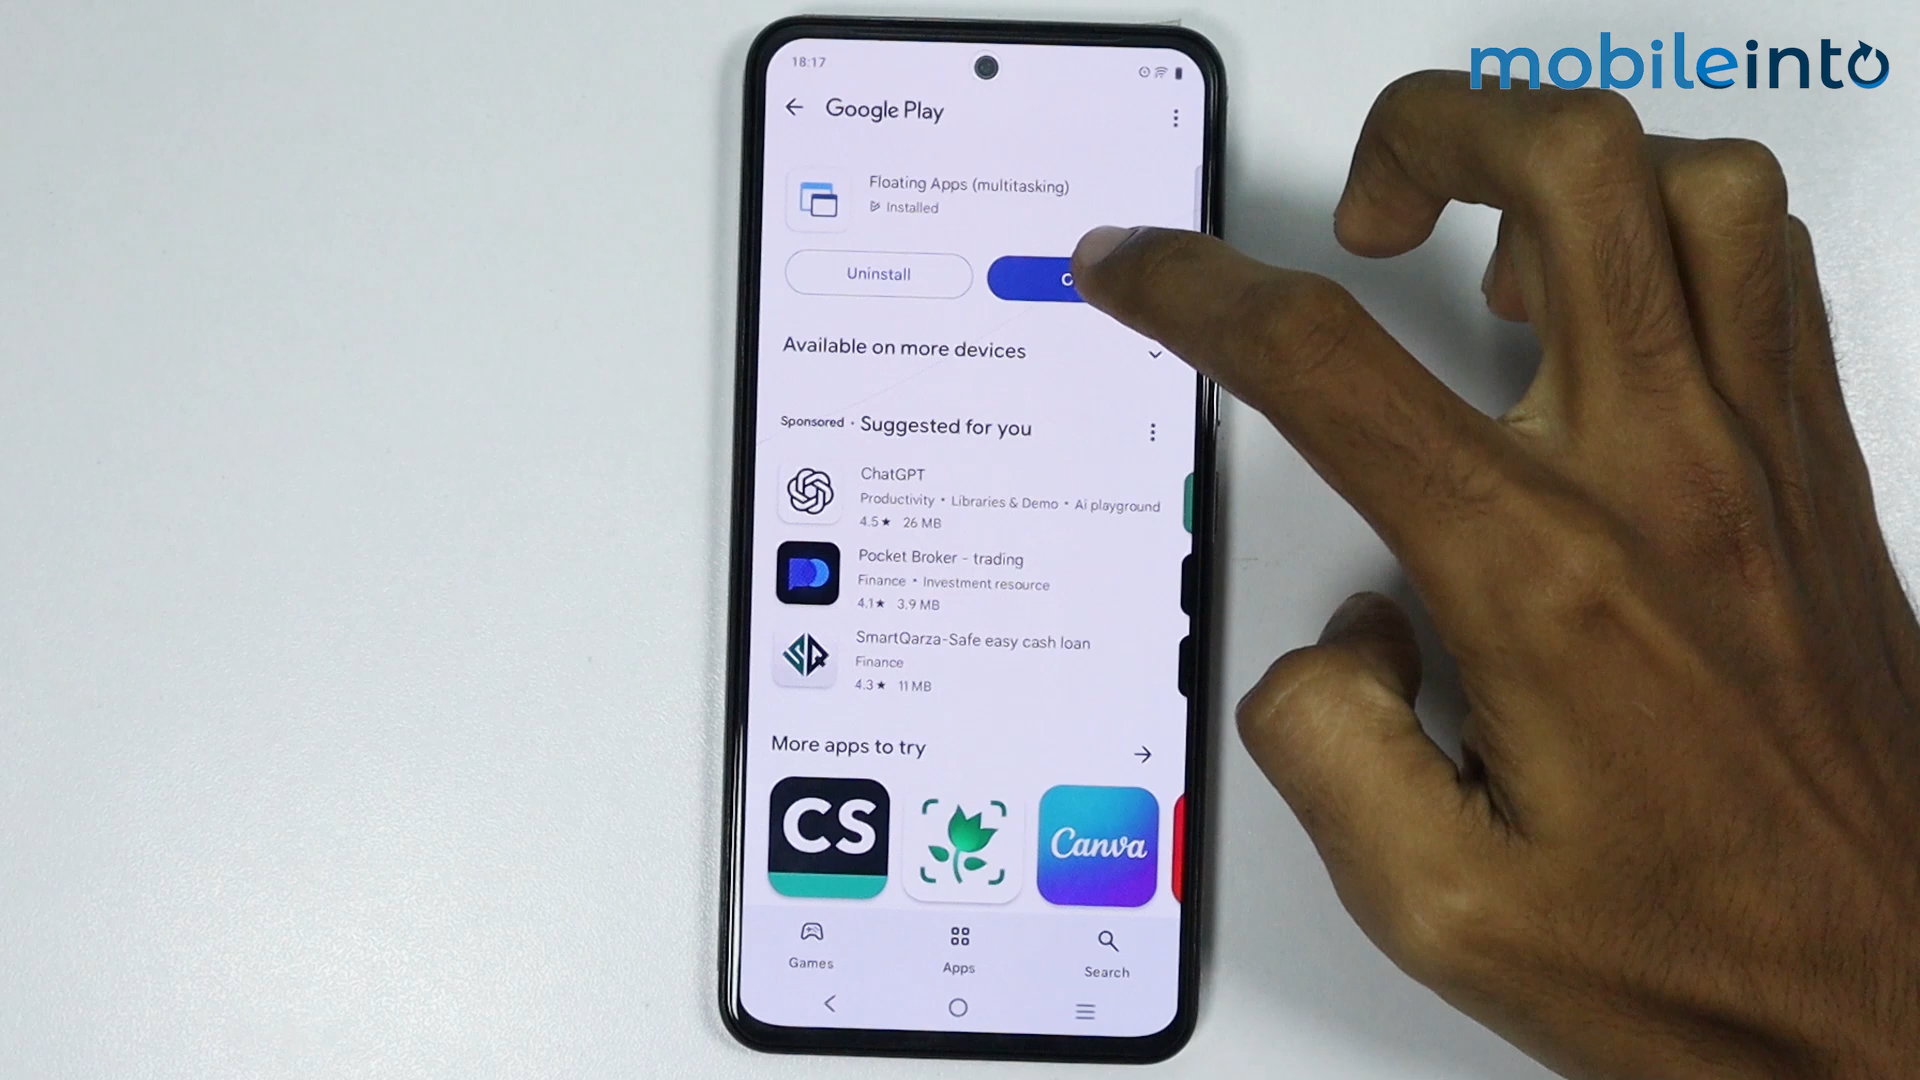 mobileinto
18:17
Google Play
Floating Apps (multitasking)
Installed
Uninstall
Available on more devices
Sponsored • Suggested for you
ChatGPT
Productivity • Libraries & Demo • Ai playground
4.5★ 26 MB
Pocket Broker - trading
Finance • Investment resource
4.1★ 3.9 MB
SmartQarza-Safe easy cash loan
Finance
4.3★ 11 MB
More apps to try
CS
Canva
Games
Apps
Search